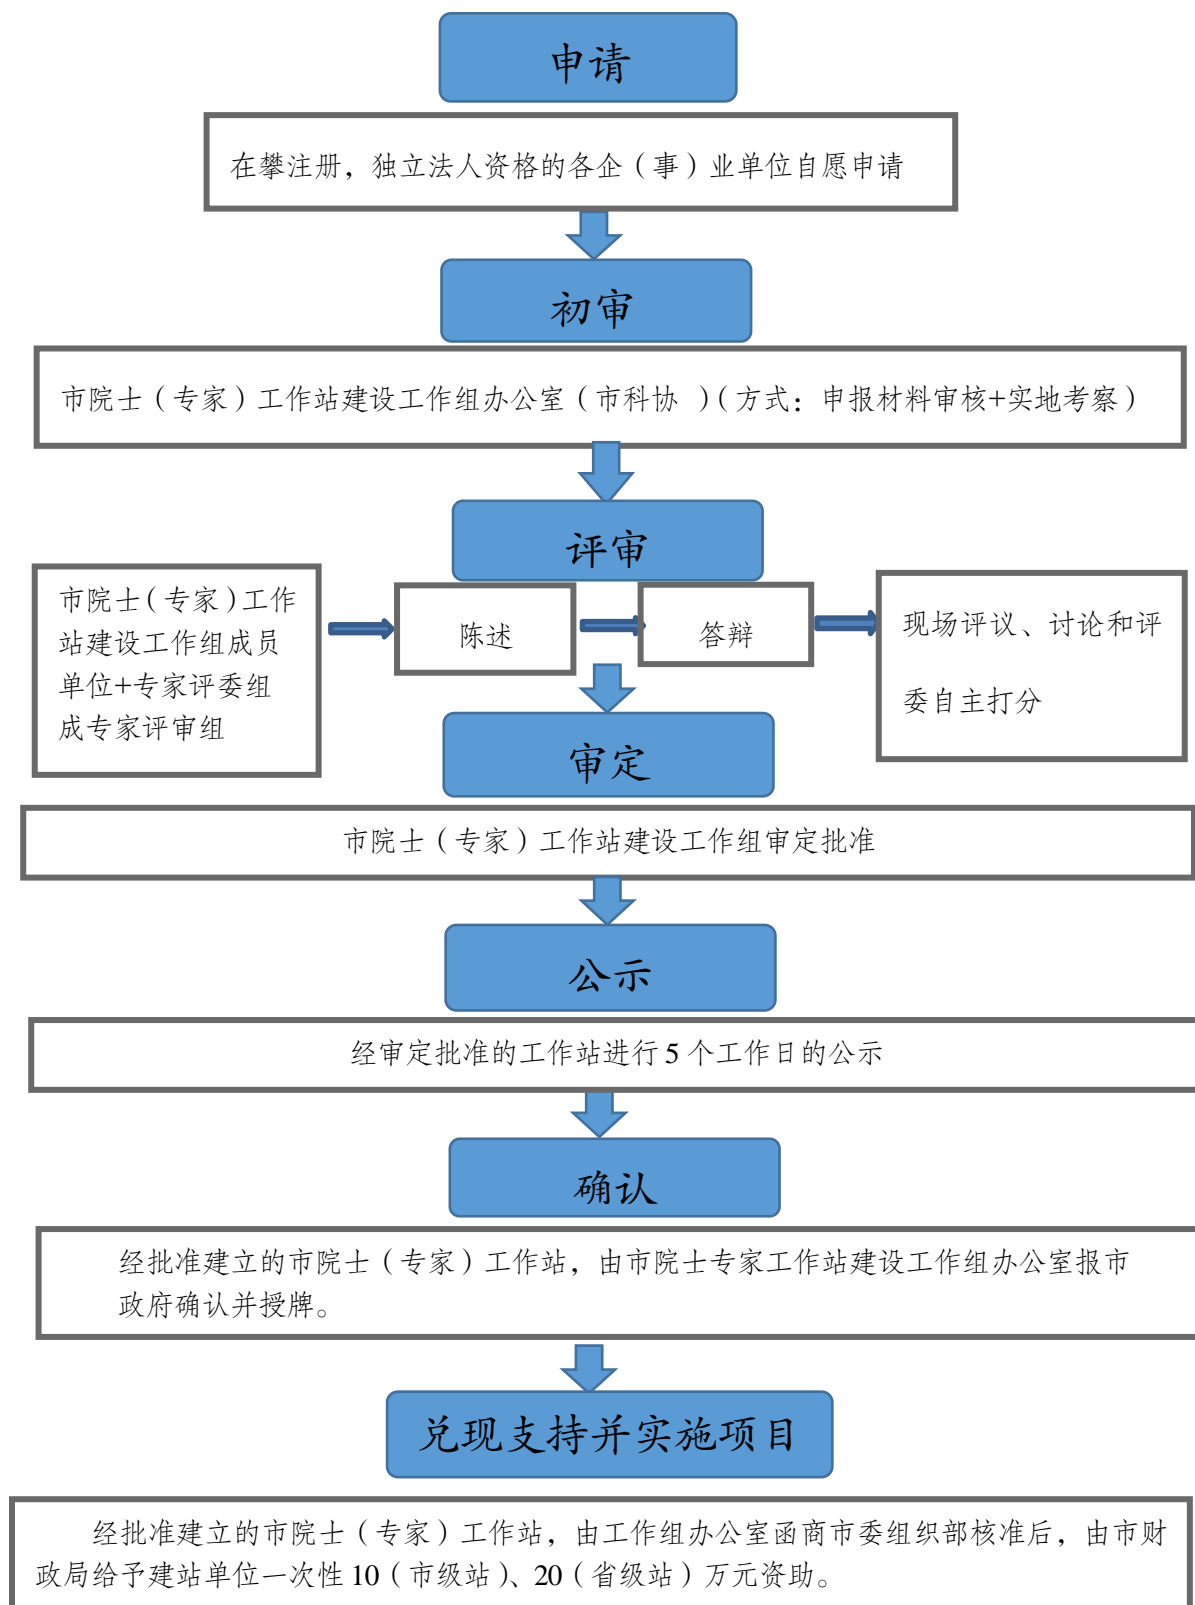 申请
在攀注册，独立法人资格的各企（事）业单位自愿申请
初审
市院士（专家）工作站建设工作组办公室（市科协 ）（方式：申报材料审核+实地考察）
评审
市院士（专家）工作
站建设工作组成员
单位+专家评委组
成专家评审组
陈述
答辩
现场评议、讨论和评
委自主打分
审定
市院士（专家）工作站建设工作组审定批准
公示
经审定批准的工作站进行 5 个工作日的公示
确认
经批准建立的市院士（专家）工作站，由市院士专家工作站建设工作组办公室报市
政府确认并授牌。
兑现支持并实施项目
经批准建立的市院士（专家）工作站，由工作组办公室函商市委组织部核准后，由市财
政局给予建站单位一次性 10（市级站）、20（省级站）万元资助。